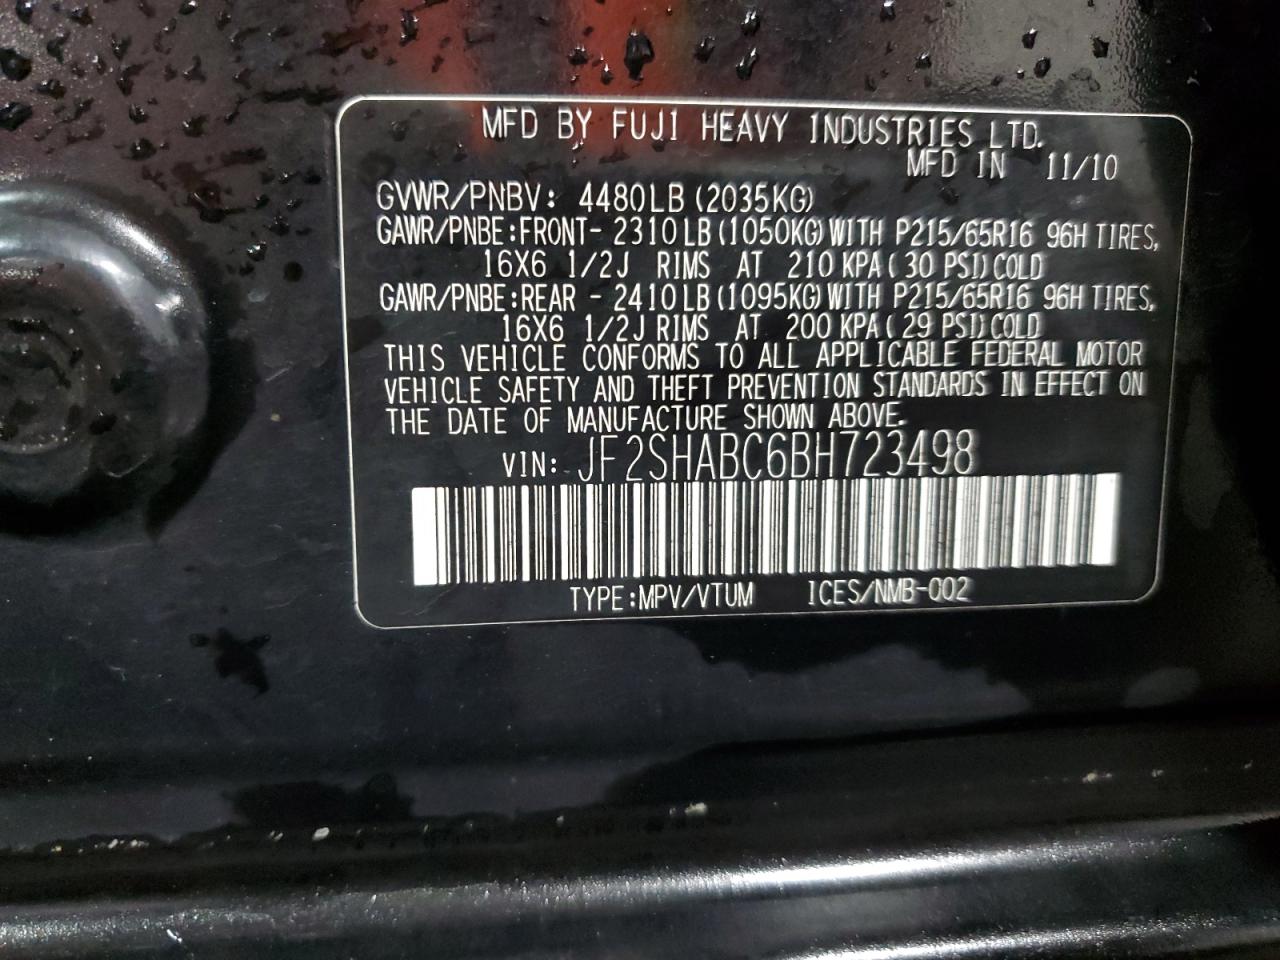 MFD BY FUJI HEAVY INDUSTRIES LTD.
MFD IN 11/10
GVWR/PNBV: 4480LB (2035KG)
GAWR/PNBE:FRONT- 2310LB(1050KG)WITH P215/65R16 96H TIRES,
16X6 1/2J RIMS AT 210 KPA(30 PSI)COLD
GAWR/PNBE:REAR - 2410LB(1095KG)WITH P215/65R16 96H TIRES,
16X6 1/2J RIMS AT 200 KPA(29 PSI)COLD
THIS VEHICLE CONFORMS TO ALL APPLICABLE FEDERAL MOTOR
VEHICLE SAFETY AND THEFT PREVENTION STANDARDS IN EFFECT ON
THE DATE OF MANUFACTURE SHOWN ABOVE.
VIN: JF2SHABC6BH723498
TYPE:MPV/VTUM ICES/NMB-002